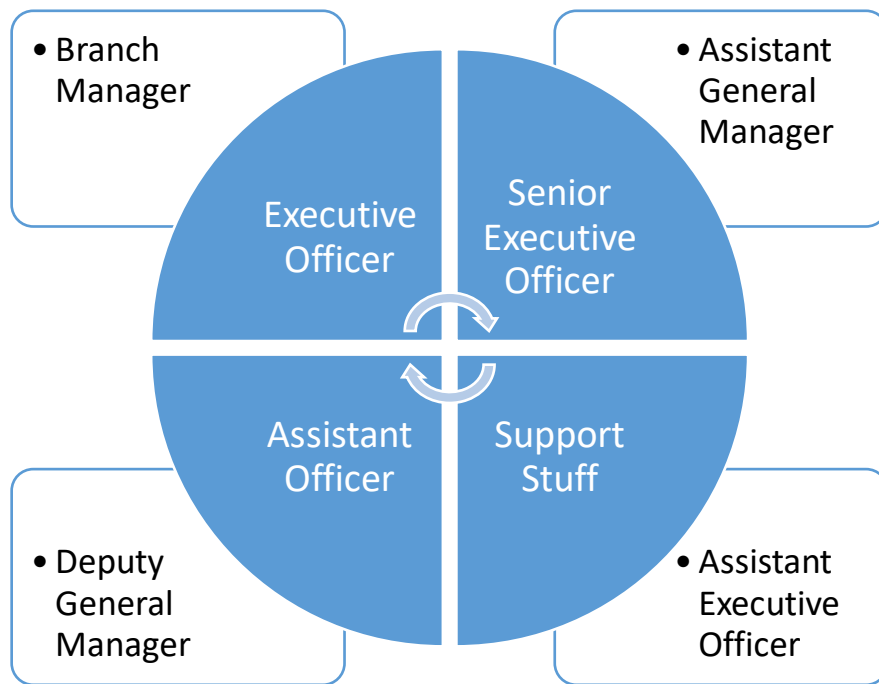 • Branch
Manager
• Assistant
General
Manager
Executive
Officer
Senior
Executive
Officer
Assistant
Officer
Support
Stuff
• Deputy
General
Manager
• Assistant
Executive
Officer